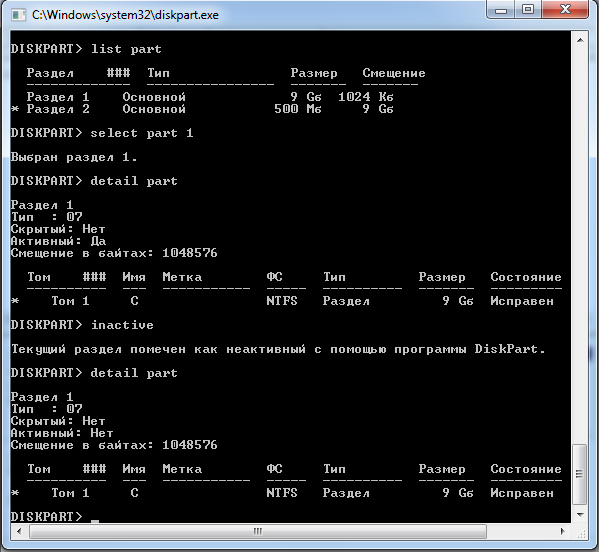 C:\Windows\system32\diskpart.exe
DISKPART> list part
Раздел ### Тип Размер Смещение
------------- ---------------- ------- -------
Раздел 1 Основной 9 Gб 1024 Kб
* Раздел 2 Основной 500 Mб 9 Gб
DISKPART> select part 1
Выбран раздел 1.
DISKPART> detail part
Раздел 1
Тип : 07
Скрытый: Нет
Активный: Да
Смещение в байтах: 1048576
Том ### Имя Метка ФС Тип Размер Состояние
---------- --- ----------- ----- ---------- ------- ---------
* Том 1 C NTFS Раздел 9 Gб Исправен
DISKPART> inactive
Текущий раздел помечен как неактивный с помощью программы DiskPart.
DISKPART> detail part
Раздел 1
Тип : 07
Скрытый: Нет
Активный: Нет
Смещение в байтах: 1048576
Том ### Имя Метка ФС Тип Размер Состояние
---------- --- ----------- ----- ---------- ------- ---------
* Том 1 C NTFS Раздел 9 Gб Исправен
DISKPART> _